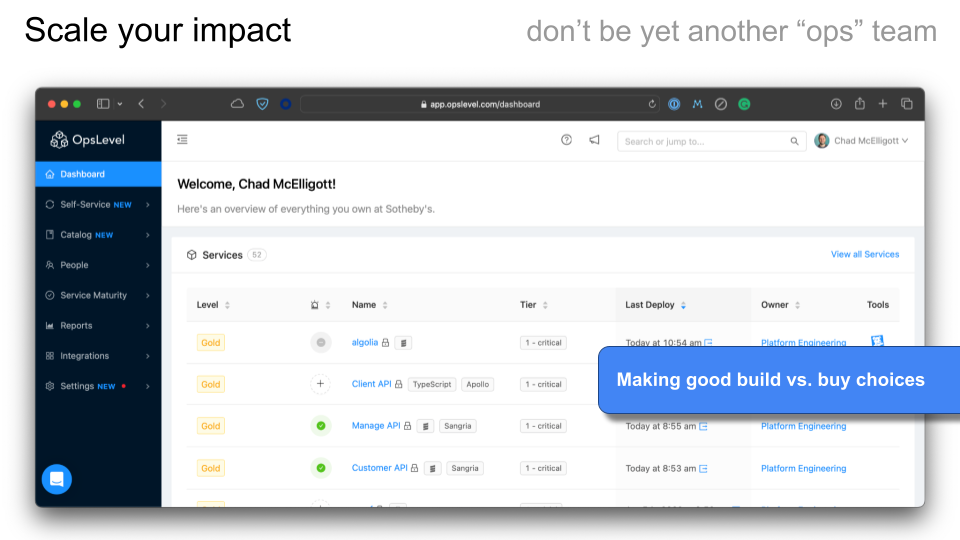 Scale your impact
don't be yet another “ops” team
app.opslevel.com/dashboard
OpsLevel
Search or jump to...
Chad McElligott
Dashboard
Self-Service NEW
Catalog NEW
People
Service Maturity
Reports
Integrations
Settings NEW
Welcome, Chad McElligott!
Here's an overview of everything you own at Sotheby's.
Services 52
View all Services
Level Name Tier Last Deploy Owner Tools
Gold algolia 1 - critical Today at 10:54 am Platform Engineering
Gold Client API TypeScript Apollo 1 - critical
Making good build vs. buy choices
Gold Manage API Sangria 1 - critical Today at 8:55 am Platform Engineering
Gold Customer API Sangria 1 - critical Today at 8:53 am Platform Engineering